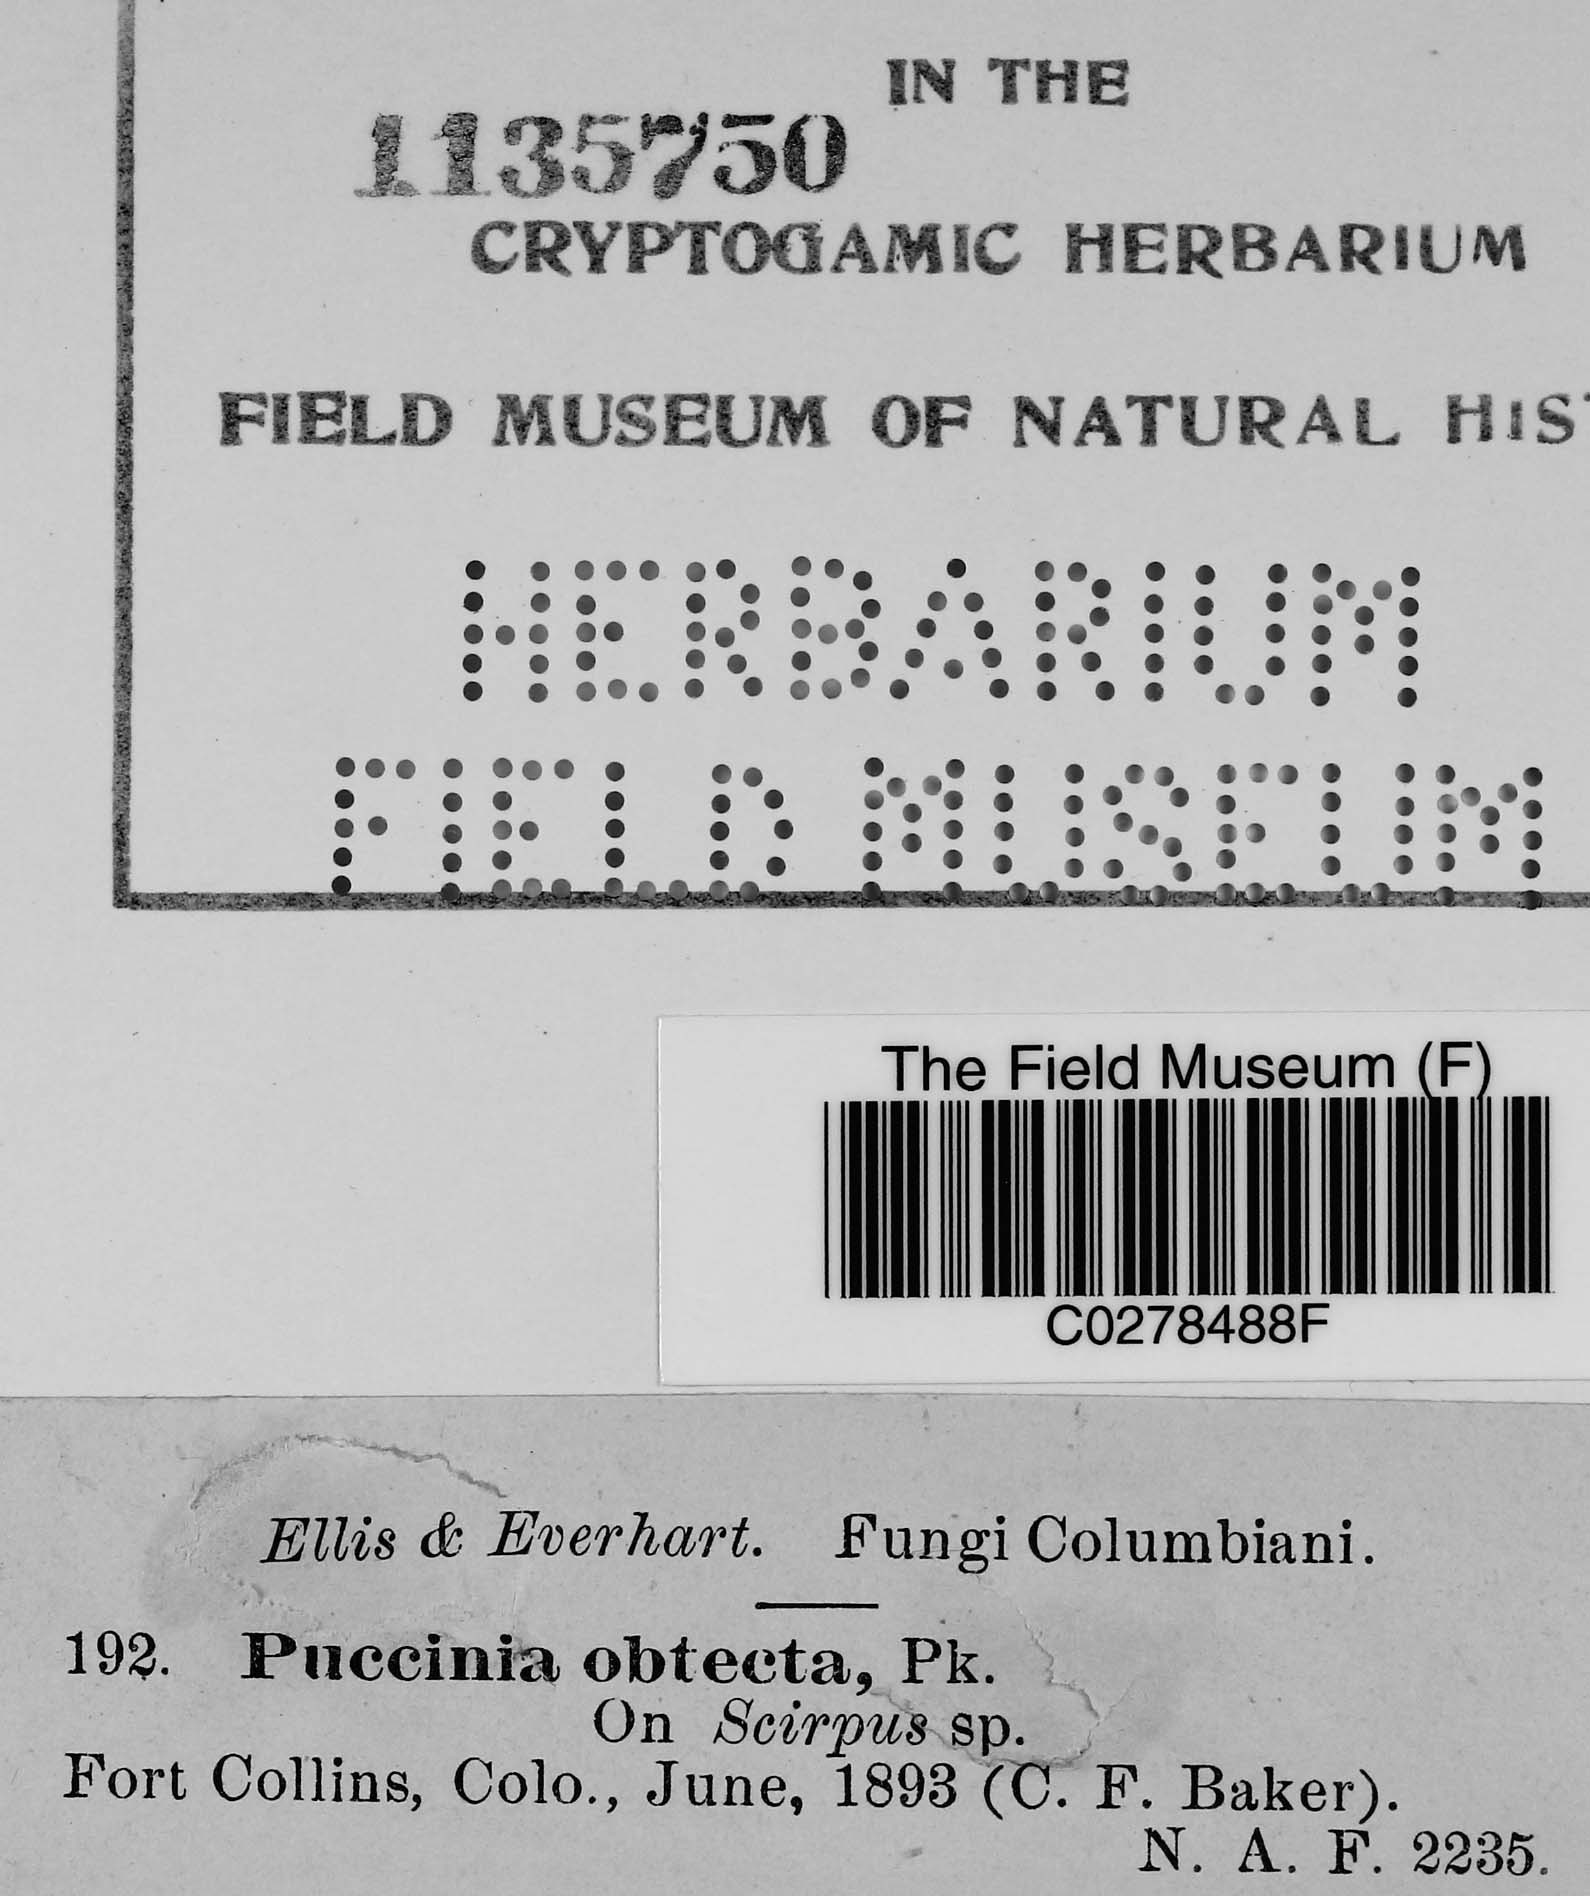 IN THE
1135750
CRYPTOGAMIC HERBARIUM
FIELD MUSEUM OF NATURAL HIST
HERBARIUM
FIELD MUSEUM
The Field Museum (F)
C0278488F
Ellis & Everhart. Fungi Columbiani.
192. Puccinia obtecta, Pk.
On Scirpus sp.
Fort Collins, Colo., June, 1893 (C. F. Baker).
N. A. F. 2235.